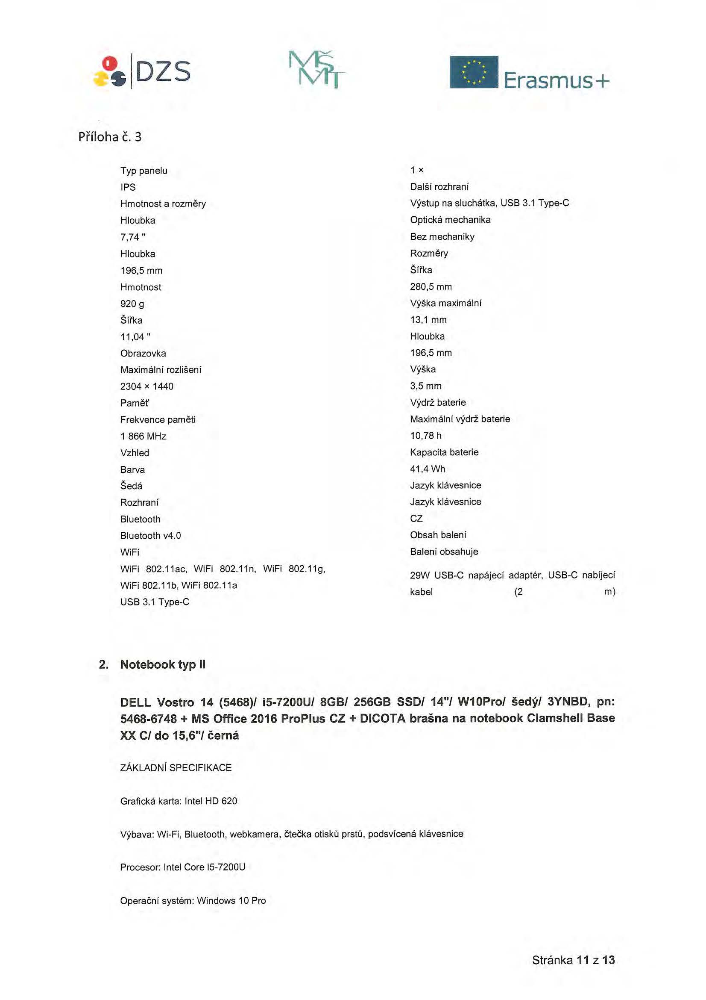 DZS
MŠ
MT
Erasmus+
Příloha č. 3
Typ panelu
IPS
Hmotnost a rozměry
Hloubka
7,74 "
Hloubka
196,5 mm
Hmotnost
920 g
Šířka
11,04 "
Obrazovka
Maximální rozlišení
2304 × 1440
Paměť
Frekvence paměti
1 866 MHz
Vzhled
Barva
Šedá
Rozhraní
Bluetooth
Bluetooth v4.0
WiFi
WiFi 802.11ac, WiFi 802.11n, WiFi 802.11g,
WiFi 802.11b, WiFi 802.11a
USB 3.1 Type-C
1 ×
Další rozhraní
Výstup na sluchátka, USB 3.1 Type-C
Optická mechanika
Bez mechaniky
Rozměry
Šířka
280,5 mm
Výška maximální
13,1 mm
Hloubka
196,5 mm
Výška
3,5 mm
Výdrž baterie
Maximální výdrž baterie
10,78 h
Kapacita baterie
41,4 Wh
Jazyk klávesnice
Jazyk klávesnice
CZ
Obsah balení
Balení obsahuje
29W USB-C napájecí adaptér, USB-C nabíjecí
kabel (2 m)
2. Notebook typ II
DELL Vostro 14 (5468)/ i5-7200U/ 8GB/ 256GB SSD/ 14"/ W10Pro/ šedý/ 3YNBD, pn:
5468-6748 + MS Office 2016 ProPlus CZ + DICOTA brašna na notebook Clamshell Base
XX C/ do 15,6"/ černá
ZÁKLADNÍ SPECIFIKACE
Grafická karta: Intel HD 620
Výbava: Wi-Fi, Bluetooth, webkamera, čtečka otisků prstů, podsvícená klávesnice
Procesor: Intel Core i5-7200U
Operační systém: Windows 10 Pro
Stránka 11 z 13